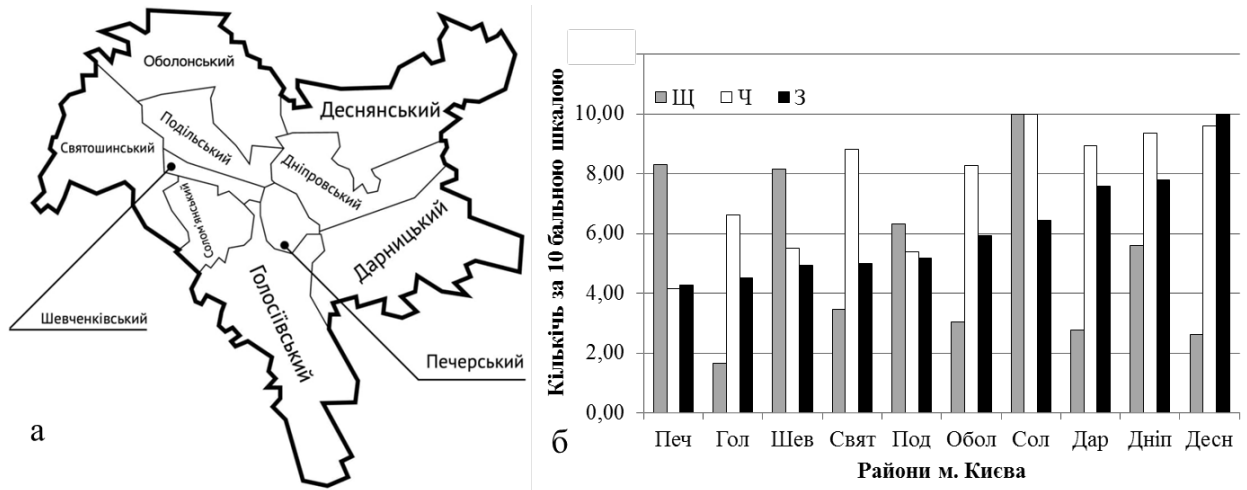 Оболонський
Деснянський
Подільський
Святошинський
Дніпровський
Солом'янський
Дарницький
Голосіївський
Шевченківський
Печерський
а
Кількічь за 10 бальною шкалою
Щ Ч З
10,00
8,00
6,00
4,00
2,00
0,00
Печ Гол Шев Свят Под Обол Сол Дар Дніп Десн
б
Райони м. Києва